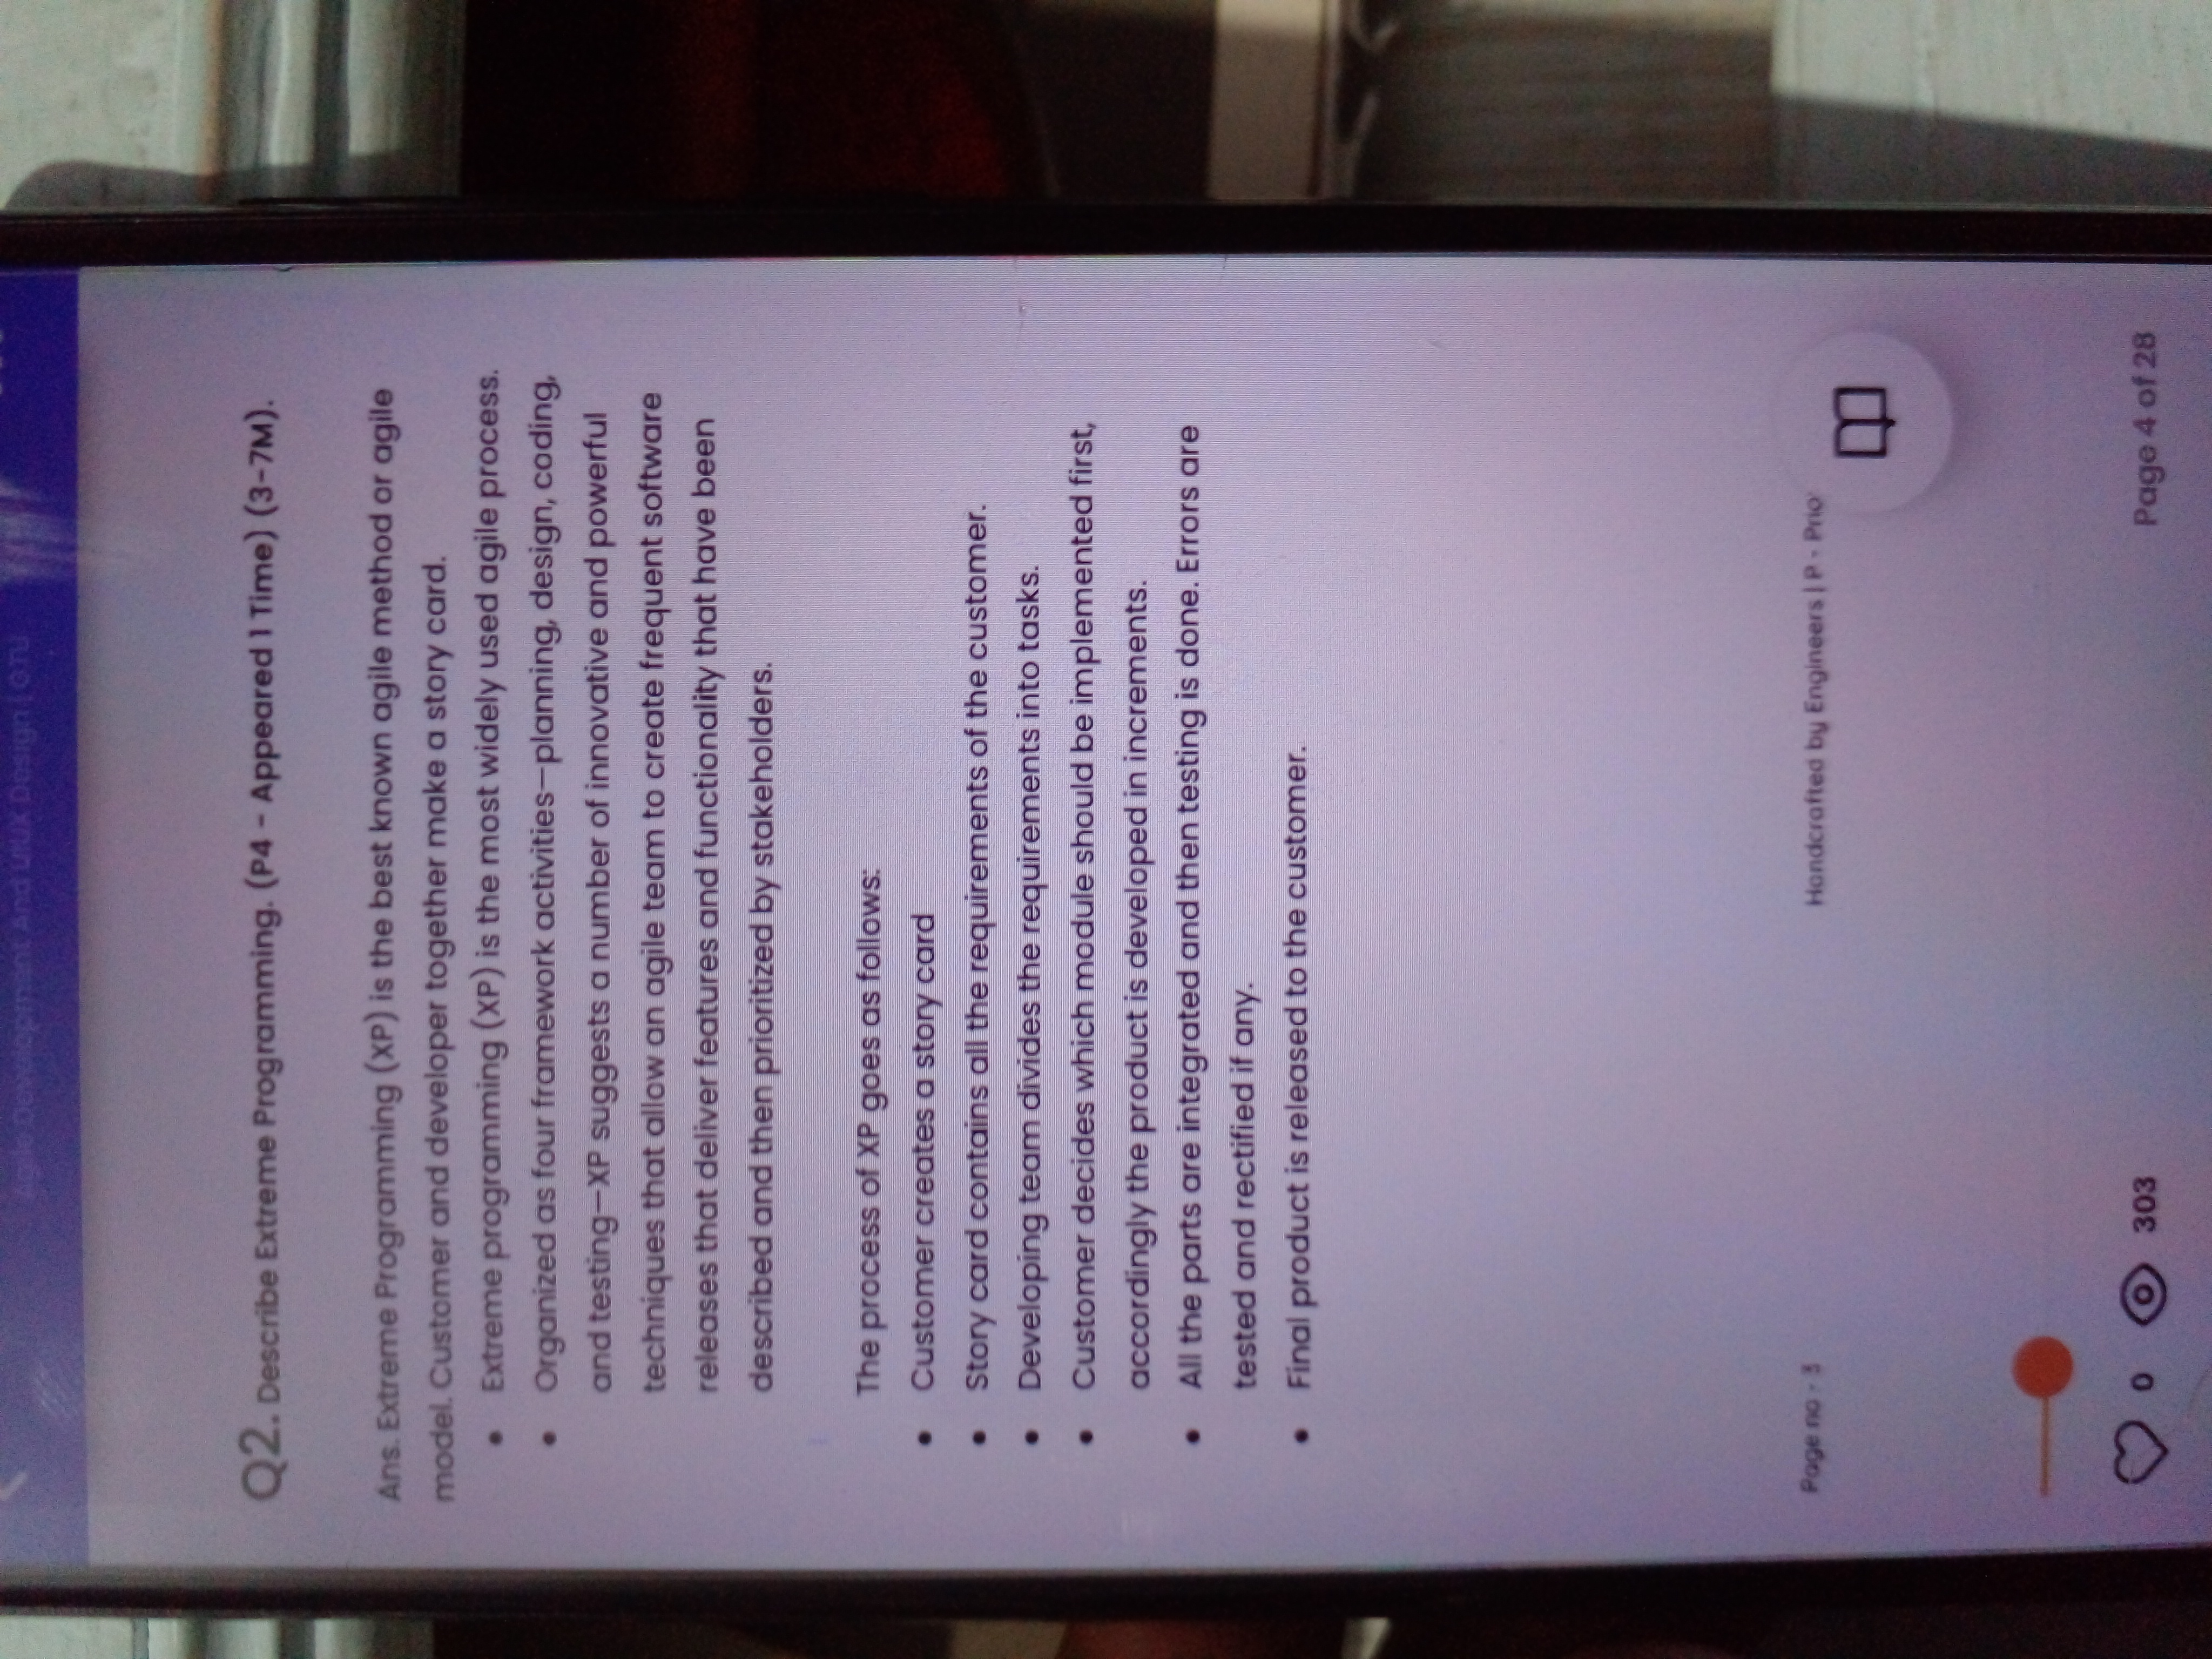 Agile Development And UIUX Design | GTU
Q2. Describe Extreme Programming. (P4 - Appeared 1 Time) (3-7M).
Ans. Extreme Programming (XP) is the best known agile method or agile
model. Customer and developer together make a story card.
• Extreme programming (XP) is the most widely used agile process.
• Organized as four framework activities—planning, design, coding,
and testing—XP suggests a number of innovative and powerful
techniques that allow an agile team to create frequent software
releases that deliver features and functionality that have been
described and then prioritized by stakeholders.
The process of XP goes as follows:
• Customer creates a story card
• Story card contains all the requirements of the customer.
• Developing team divides the requirements into tasks.
• Customer decides which module should be implemented first,
accordingly the product is developed in increments.
• All the parts are integrated and then testing is done. Errors are
tested and rectified if any.
• Final product is released to the customer.
Page no - 3
Handcrafted by Engineers | P - Prio
0 303
Page 4 of 28